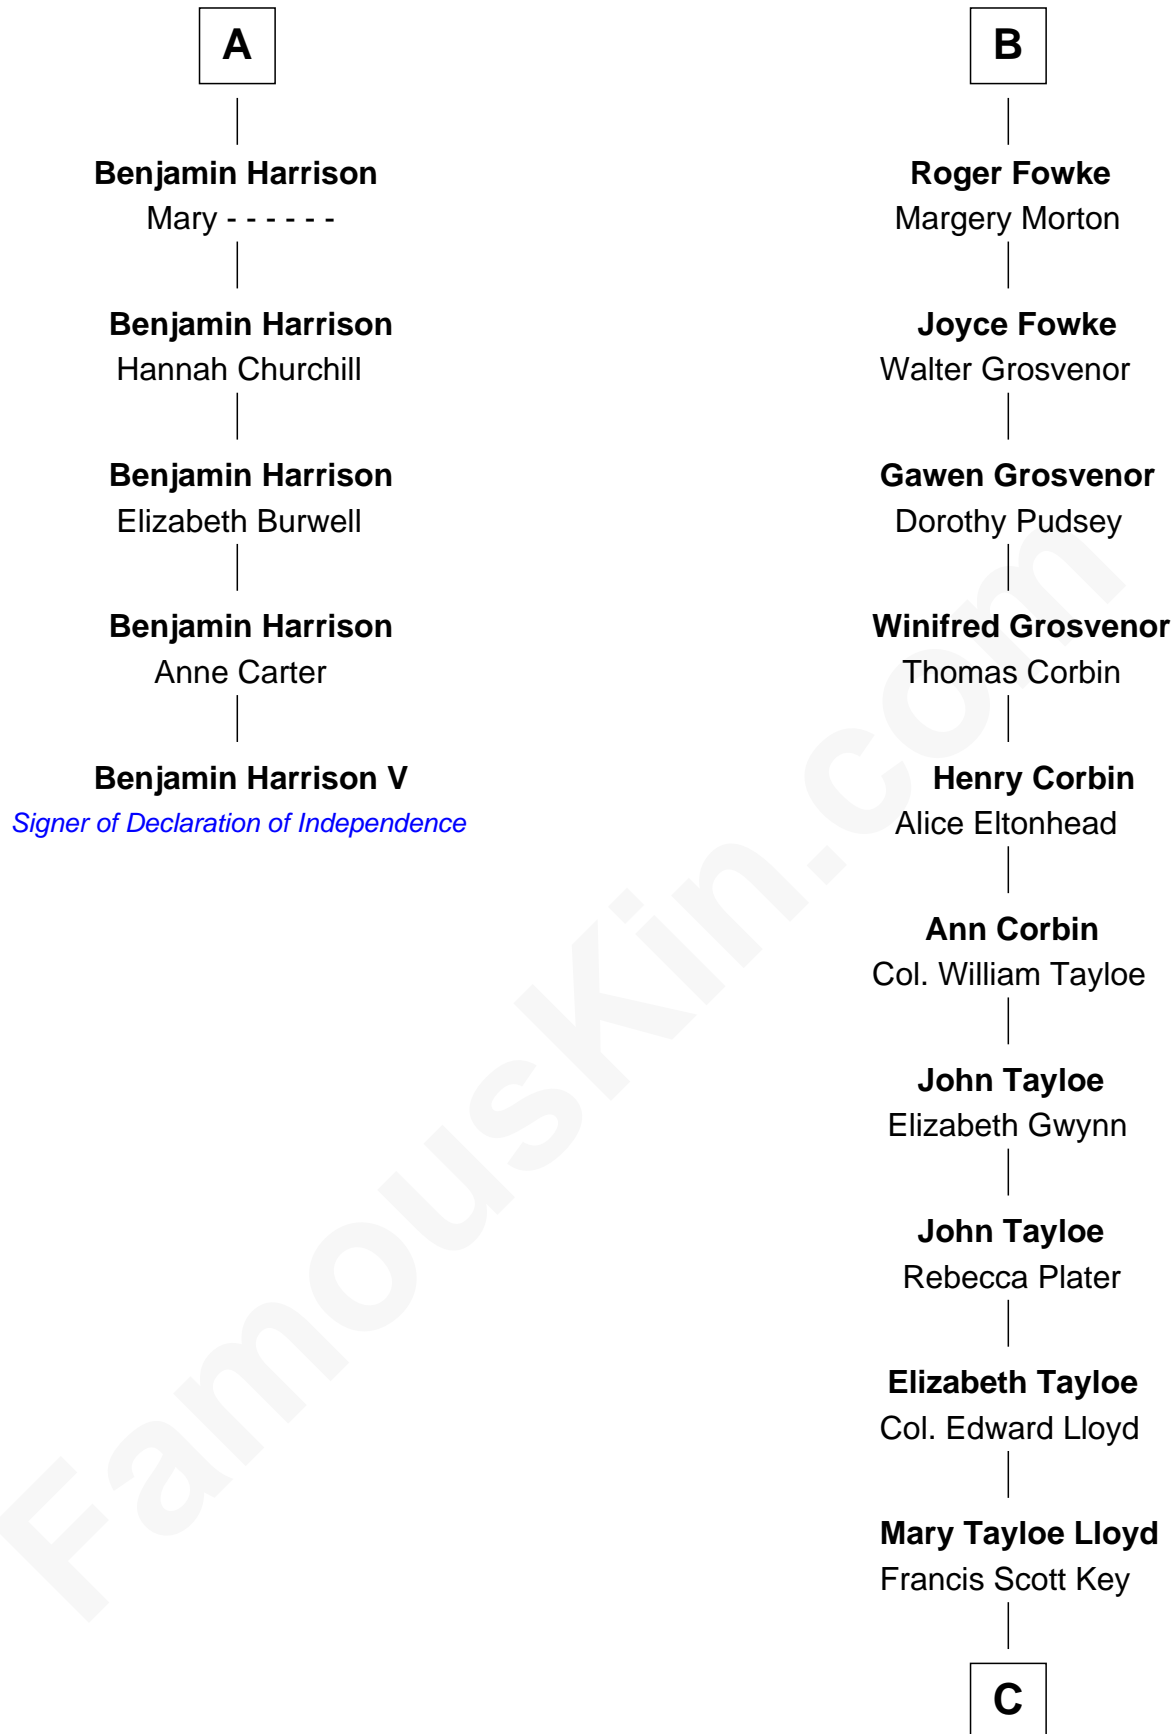 A
Benjamin Harrison
Mary - - - - - -
Benjamin Harrison
Hannah Churchill
Benjamin Harrison
Elizabeth Burwell
Benjamin Harrison
Anne Carter
Benjamin Harrison V
Signer of Declaration of Independence
B
Roger Fowke
Margery Morton
Joyce Fowke
Walter Grosvenor
Gawen Grosvenor
Dorothy Pudsey
Winifred Grosvenor
Thomas Corbin
Henry Corbin
Alice Eltonhead
Ann Corbin
Col. William Tayloe
John Tayloe
Elizabeth Gwynn
John Tayloe
Rebecca Plater
Elizabeth Tayloe
Col. Edward Lloyd
Mary Tayloe Lloyd
Francis Scott Key
C
FamousKin.com